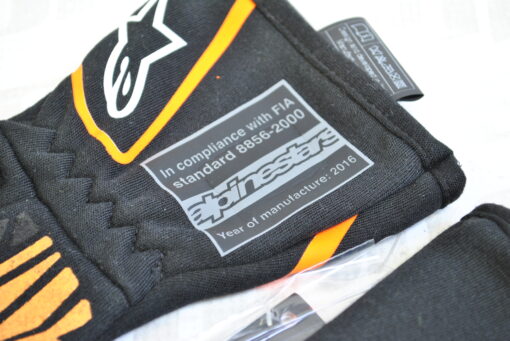 In compliance with FIA
standard 8856-2000
alpinestars
Year of manufacture: 2016